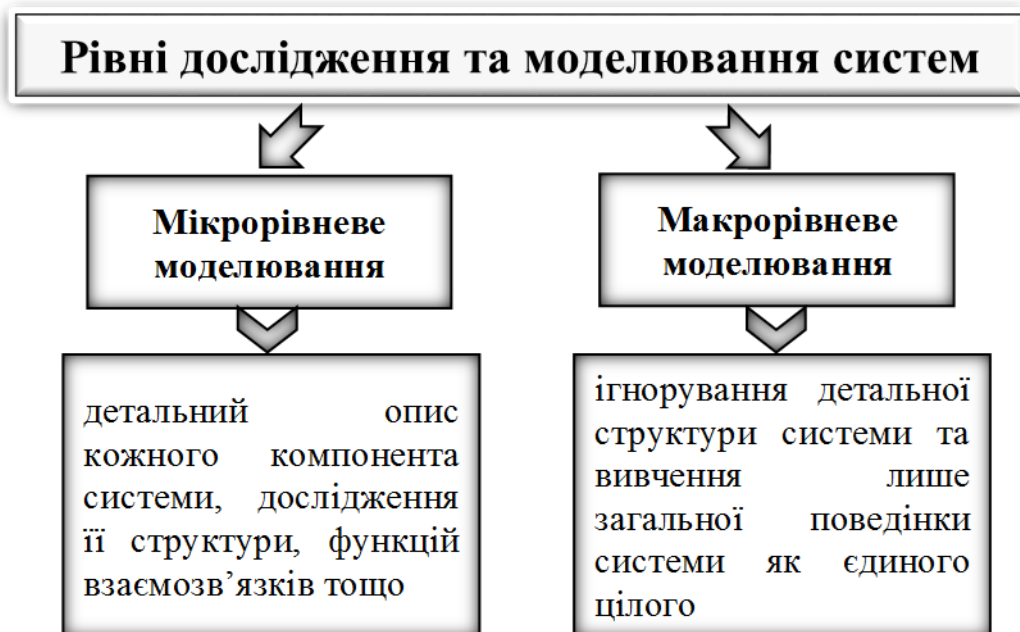 Рівні дослідження та моделювання систем
Мікрорівневе
моделювання
Макрорівневе
моделювання
детальний опис
кожного компонента
системи, дослідження
її структури, функцій
взаємозв’язків тощо
ігнорування детальної
структури системи та
вивчення лише
загальної поведінки
системи як єдиного
цілого